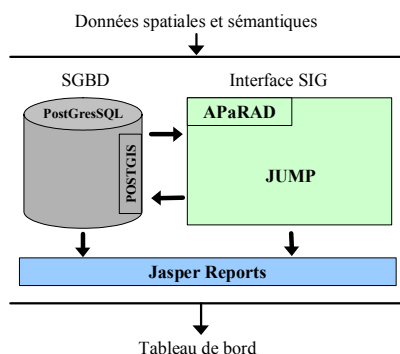 Données spatiales et sémantiques
SGBD
Interface SIG
PostGresSQL
APaRAD
POSTGIS
JUMP
Jasper Reports
Tableau de bord